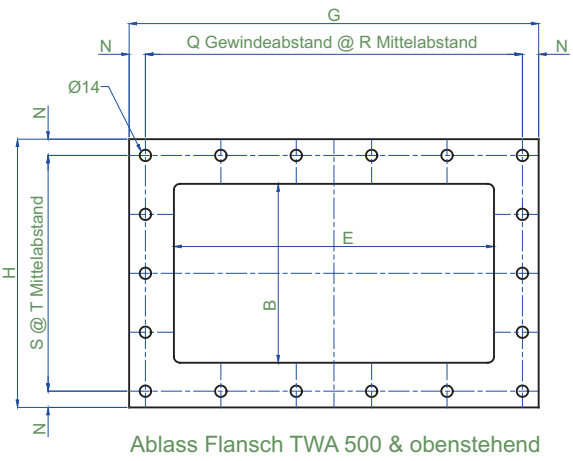 G
N
Q Gewindeabstand @ R Mittelabstand
N
Ø14
N
H
S @ T Mittelabstand
E
B
N
Ablass Flansch TWA 500 & obenstehend